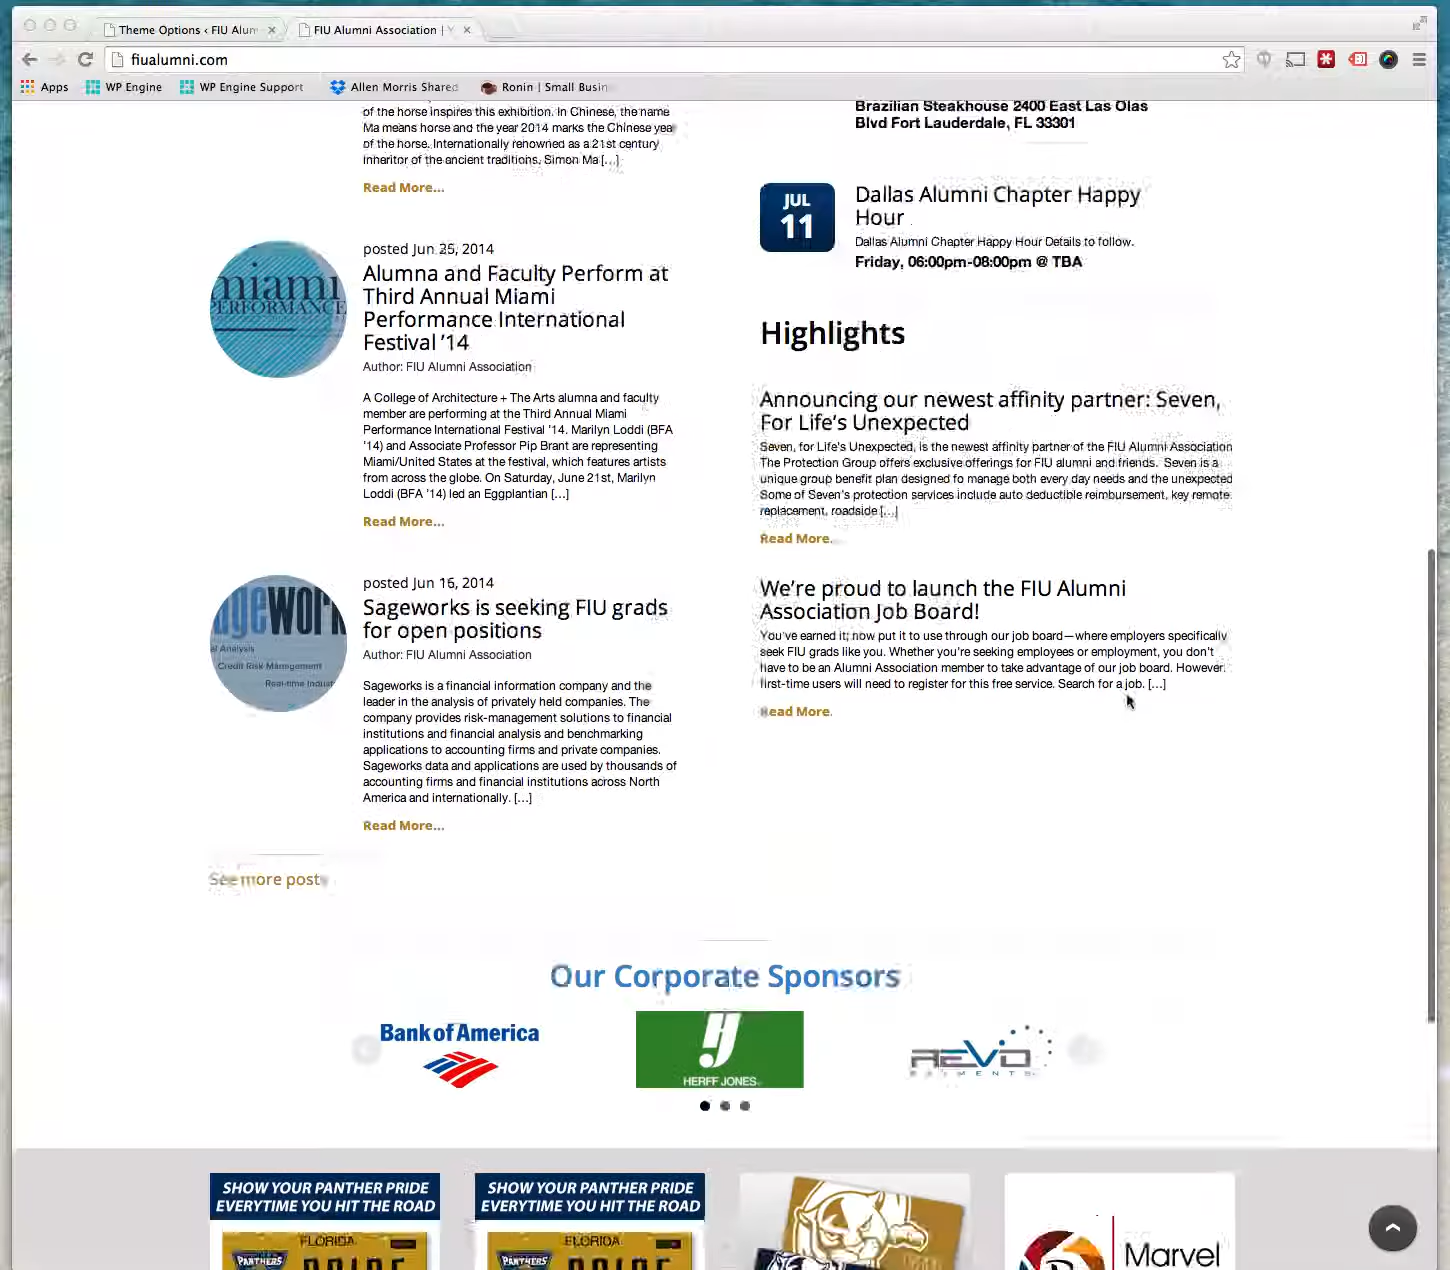 Theme Options ‹ FIU Alum
FIU Alumni Association | Y
fiualumni.com
Apps
WP Engine
WP Engine Support
Allen Morris Shared
Ronin | Small Busin
of the horse inspires this exhibition. In Chinese, the name
Ma means horse and the year 2014 marks the Chinese year
of the horse. Internationally renowned as a 21st century
inheritor of the ancient traditions, Simon Ma [...]
Read More...
posted Jun 25, 2014
Alumna and Faculty Perform at
Third Annual Miami
Performance International
Festival '14
Author: FIU Alumni Association
A College of Architecture + The Arts alumna and faculty
member are performing at the Third Annual Miami
Performance International Festival '14. Marilyn Loddi (BFA
'14) and Associate Professor Pip Brant are representing
Miami/United States at the festival, which features artists
from across the globe. On Saturday, June 21st, Marilyn
Loddi (BFA '14) led an Eggplantian [...]
Read More...
miami
PERFORMANCE
posted Jun 16, 2014
Sageworks is seeking FIU grads
for open positions
Author: FIU Alumni Association
Sageworks is a financial information company and the
leader in the analysis of privately held companies. The
company provides risk-management solutions to financial
institutions and financial analysis and benchmarking
applications to accounting firms and private companies.
Sageworks data and applications are used by thousands of
accounting firms and financial institutions across North
America and internationally. [...]
Read More...
agewor
al Analysis
Credit Risk Management
Real-time Indust
See more posts
Brazilian Steakhouse 2400 East Las Olas
Blvd Fort Lauderdale, FL 33301
JUL
11
Dallas Alumni Chapter Happy
Hour
Dallas Alumni Chapter Happy Hour Details to follow.
Friday, 06:00pm-08:00pm @ TBA
Highlights
Announcing our newest affinity partner: Seven,
For Life's Unexpected
Seven, for Life's Unexpected, is the newest affinity partner of the FIU Alumni Association
The Protection Group offers exclusive offerings for FIU alumni and friends. Seven is a
unique group benefit plan designed to manage both every day needs and the unexpected
Some of Seven's protection services include auto deductible reimbursement, key remote
replacement, roadside [...]
Read More.
We're proud to launch the FIU Alumni
Association Job Board!
You've earned it; now put it to use through our job board—where employers specifically
seek FIU grads like you. Whether you're seeking employees or employment, you don't
have to be an Alumni Association member to take advantage of our job board. However,
first-time users will need to register for this free service. Search for a job. [...]
Read More.
Our Corporate Sponsors
Bank of America
HJ
HERFF JONES
REVO
PAYMENTS
SHOW YOUR PANTHER PRIDE
EVERYTIME YOU HIT THE ROAD
FLORIDA
PANTHERS
PRIDE
SHOW YOUR PANTHER PRIDE
EVERYTIME YOU HIT THE ROAD
FLORIDA
PANTHERS
PRIDE
Marvel